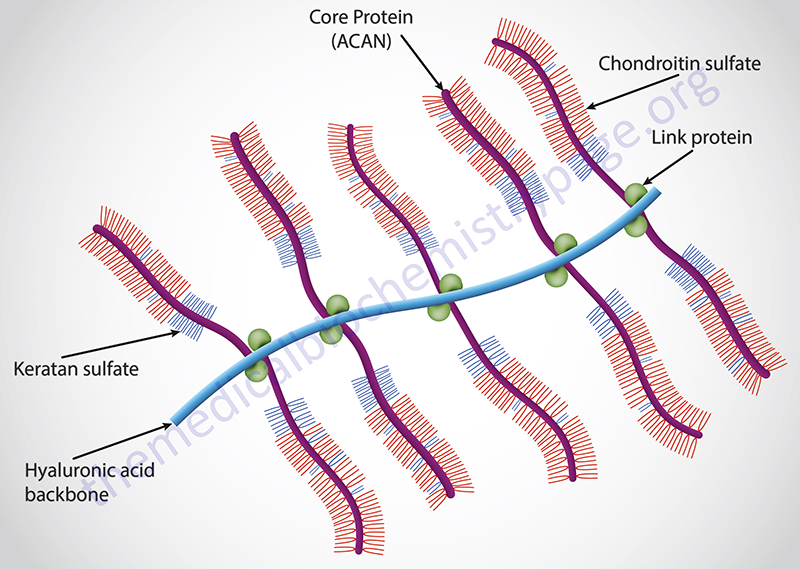 Core Protein
(ACAN)
Chondroitin sulfate
Link protein
Keratan sulfate
Hyaluronic acid
backbone
themedicalbiochemistrypage.org